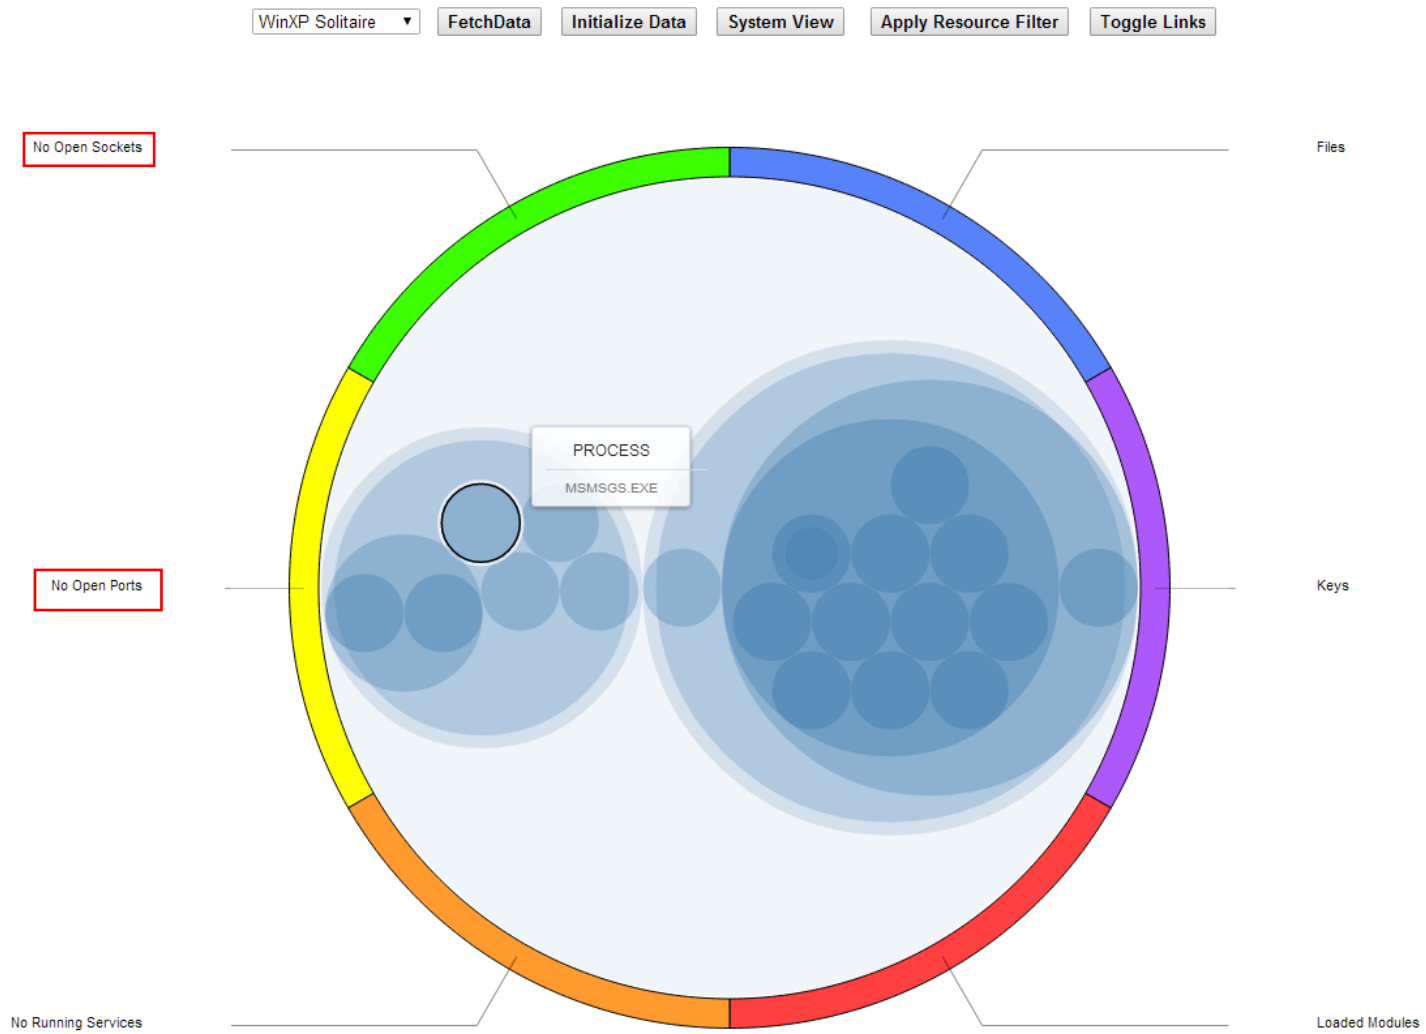 WinXP Solitaire
FetchData
Initialize Data
System View
Apply Resource Filter
Toggle Links
No Open Sockets
Files
PROCESS
MSMSGS.EXE
No Open Ports
Keys
No Running Services
Loaded Modules